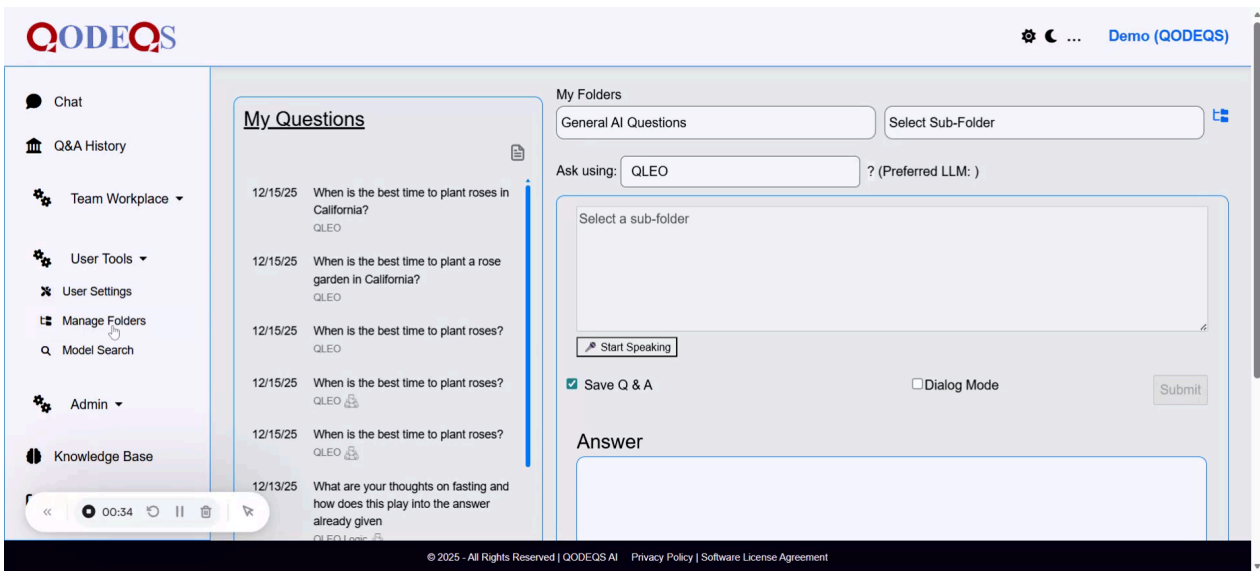 QODEQS
... Demo (QODEQS)
Chat
Q&A History
Team Workplace
User Tools
User Settings
Manage Folders
Model Search
Admin
Knowledge Base
00:34
My Questions
12/15/25 When is the best time to plant roses in
California?
QLEO
12/15/25 When is the best time to plant a rose
garden in California?
QLEO
12/15/25 When is the best time to plant roses?
QLEO
12/15/25 When is the best time to plant roses?
QLEO
12/15/25 When is the best time to plant roses?
QLEO
12/13/25 What are your thoughts on fasting and
how does this play into the answer
already given
QLEO Logic
My Folders
General AI Questions Select Sub-Folder
Ask using: QLEO ? (Preferred LLM: )
Select a sub-folder
Start Speaking
Save Q & A Dialog Mode Submit
Answer
© 2025 - All Rights Reserved | QODEQS AI Privacy Policy | Software License Agreement